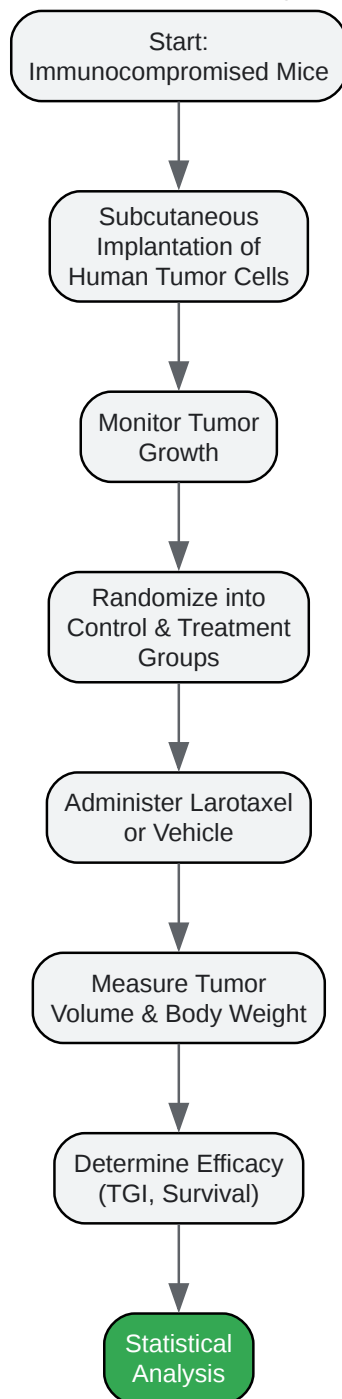 Start:
Immunocompromised Mice
Subcutaneous
Implantation of
Human Tumor Cells
Monitor Tumor
Growth
Randomize into
Control & Treatment
Groups
Administer Larotaxel
or Vehicle
Measure Tumor
Volume & Body Weight
Determine Efficacy
(TGI, Survival)
Statistical
Analysis